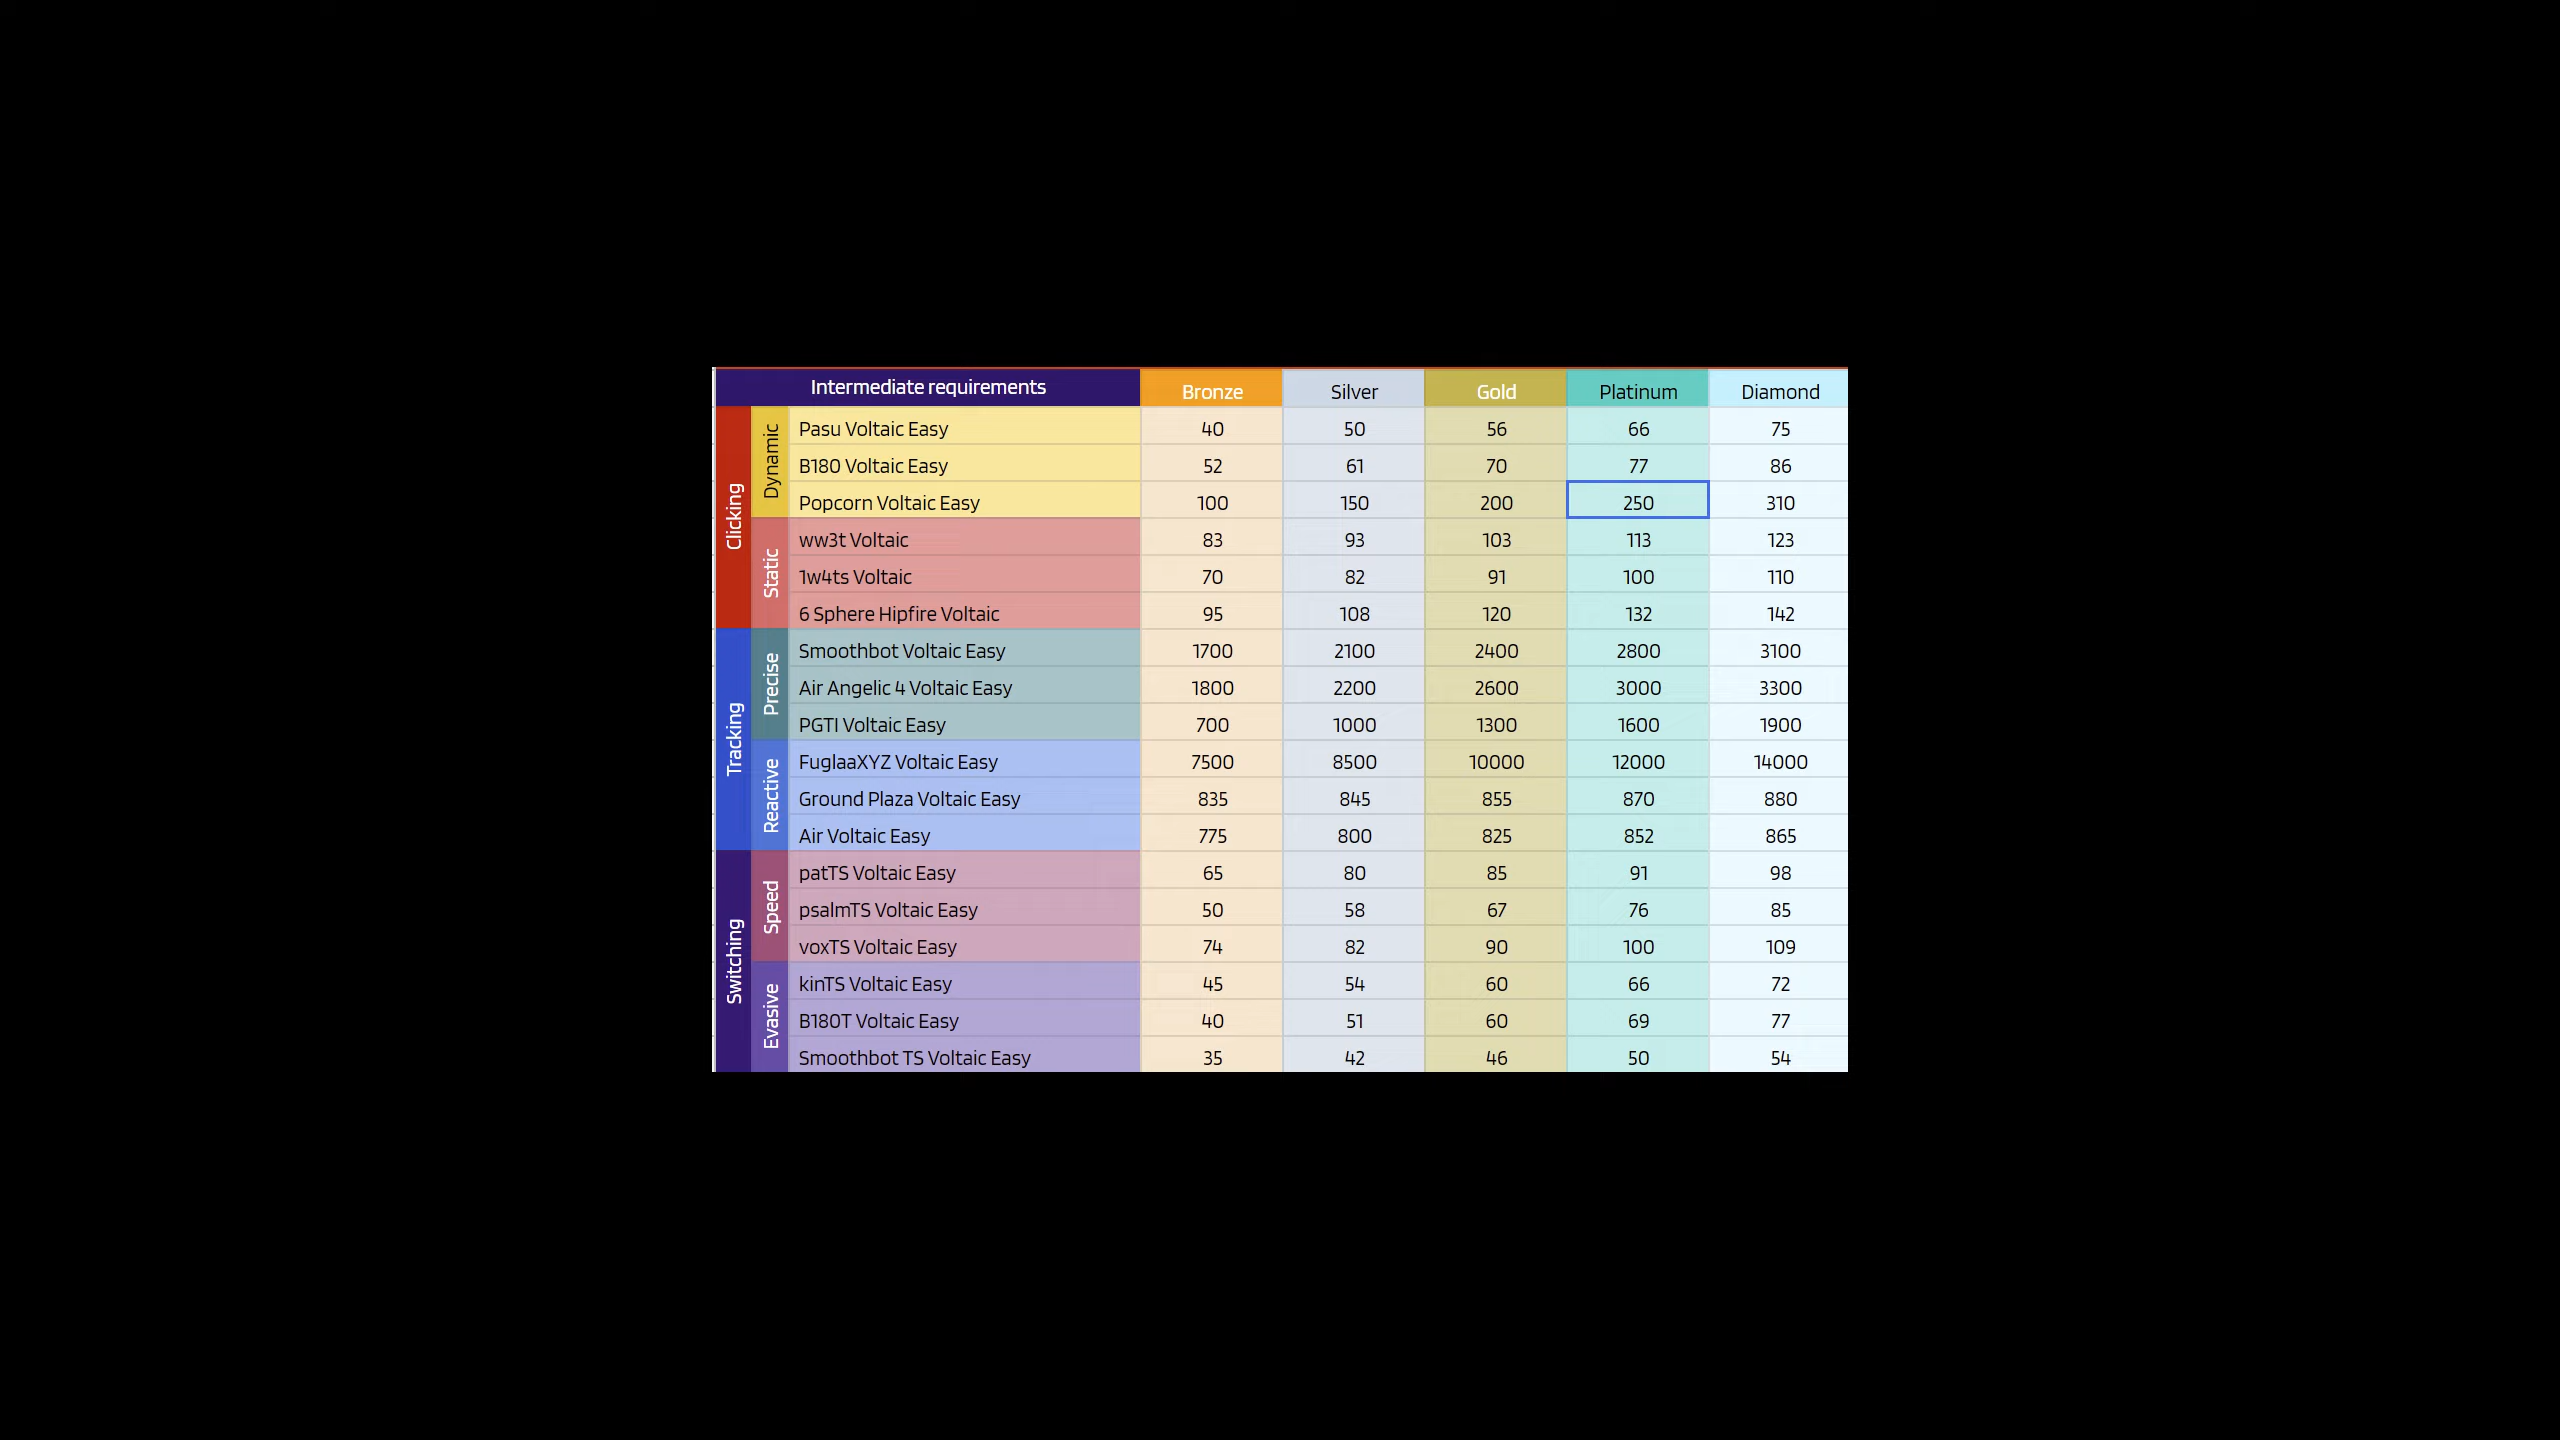 Intermediate requirements Bronze Silver Gold Platinum Diamond
Clicking
Dynamic
Pasu Voltaic Easy 40 50 56 66 75
B180 Voltaic Easy 52 61 70 77 86
Popcorn Voltaic Easy 100 150 200 250 310
Static
ww3t Voltaic 83 93 103 113 123
1w4ts Voltaic 70 82 91 100 110
6 Sphere Hipfire Voltaic 95 108 120 132 142
Tracking
Precise
Smoothbot Voltaic Easy 1700 2100 2400 2800 3100
Air Angelic 4 Voltaic Easy 1800 2200 2600 3000 3300
PGTI Voltaic Easy 700 1000 1300 1600 1900
Reactive
FuglaaXYZ Voltaic Easy 7500 8500 10000 12000 14000
Ground Plaza Voltaic Easy 835 845 855 870 880
Air Voltaic Easy 775 800 825 852 865
Switching
Speed
patTS Voltaic Easy 65 80 85 91 98
psalmTS Voltaic Easy 50 58 67 76 85
voxTS Voltaic Easy 74 82 90 100 109
Evasive
kinTS Voltaic Easy 45 54 60 66 72
B180T Voltaic Easy 40 51 60 69 77
Smoothbot TS Voltaic Easy 35 42 46 50 54